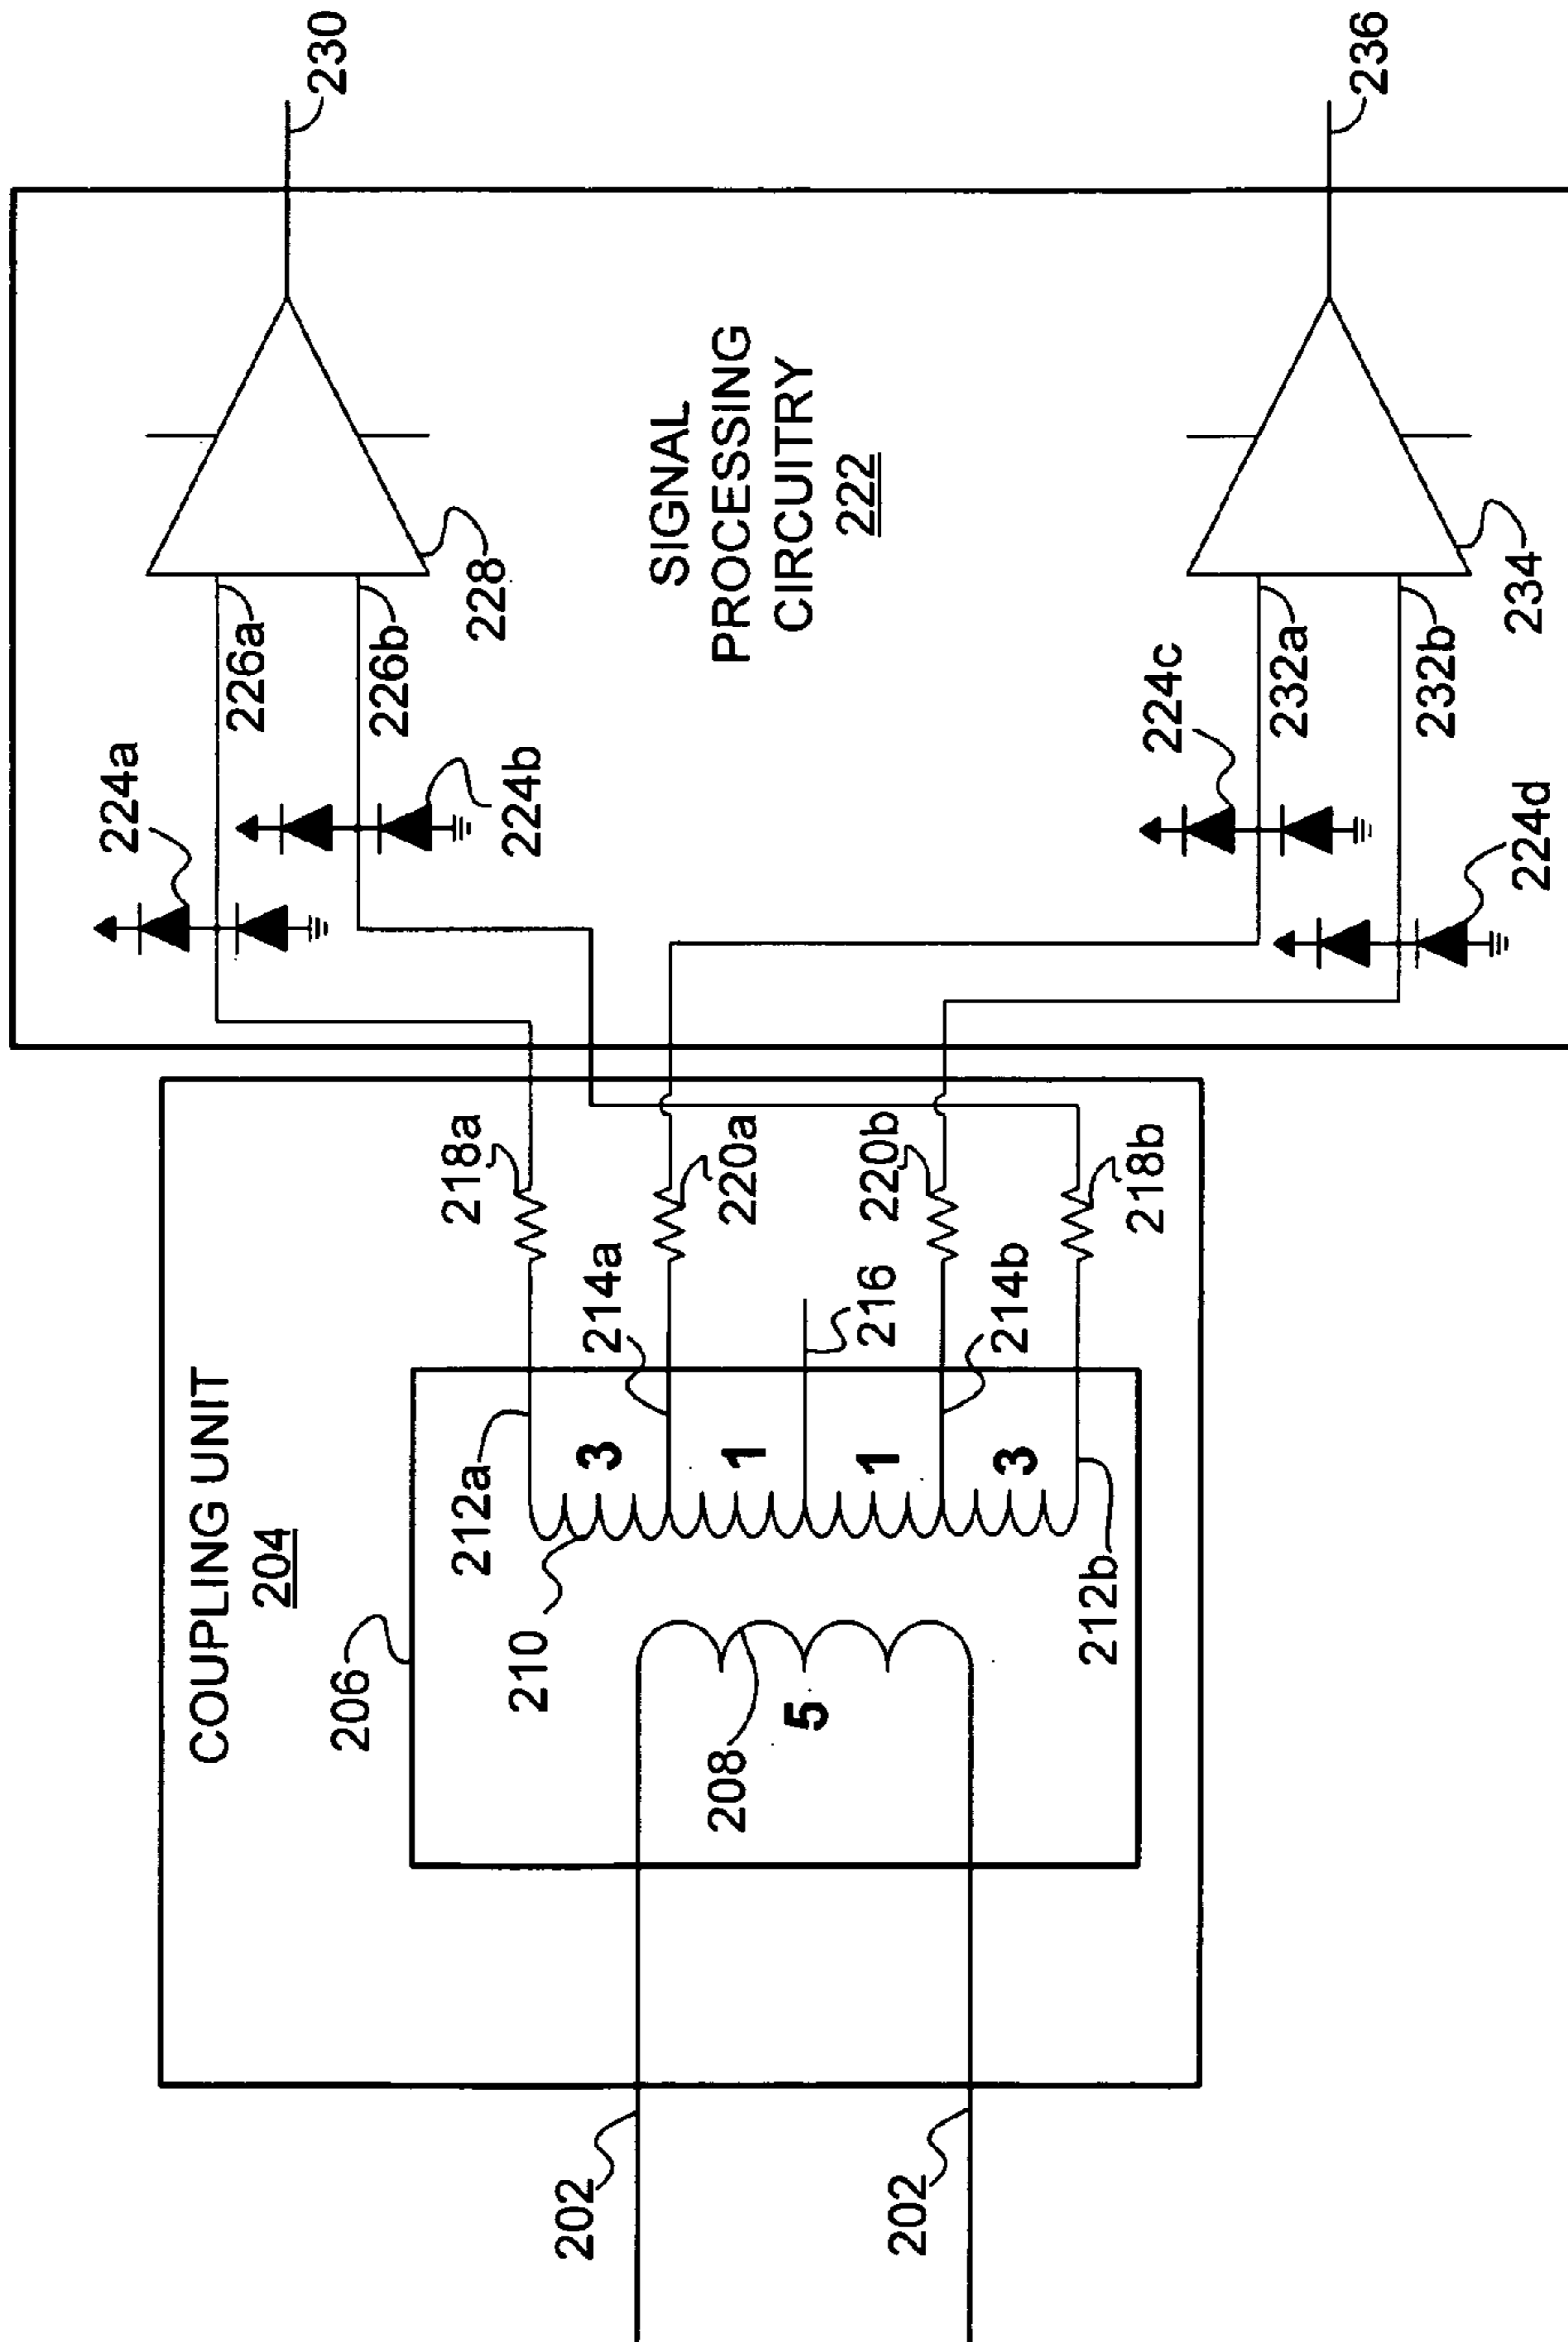 COUPLING UNIT
204
206
210
212a
3
214a
1
216
1
214b
3
212b
208
5
202
202
218a
220a
220b
218b
SIGNAL
PROCESSING
CIRCUITRY
222
224a
226a
226b
224b
228
230
224c
232a
232b
224d
234
236